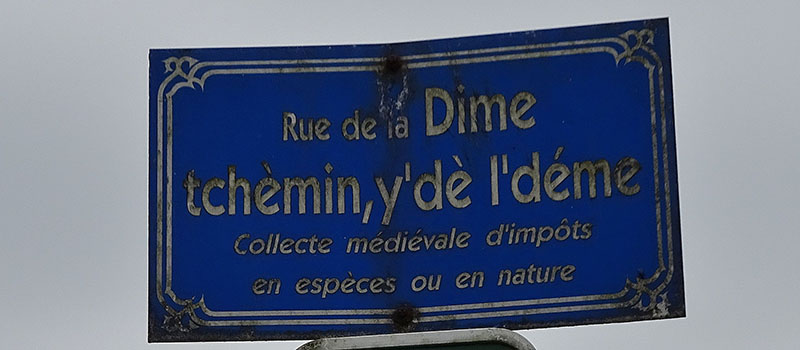 Rue de la Dime
tchèmin,y'dè l'déme
Collecte médiévale d'impôts
en espèces ou en nature